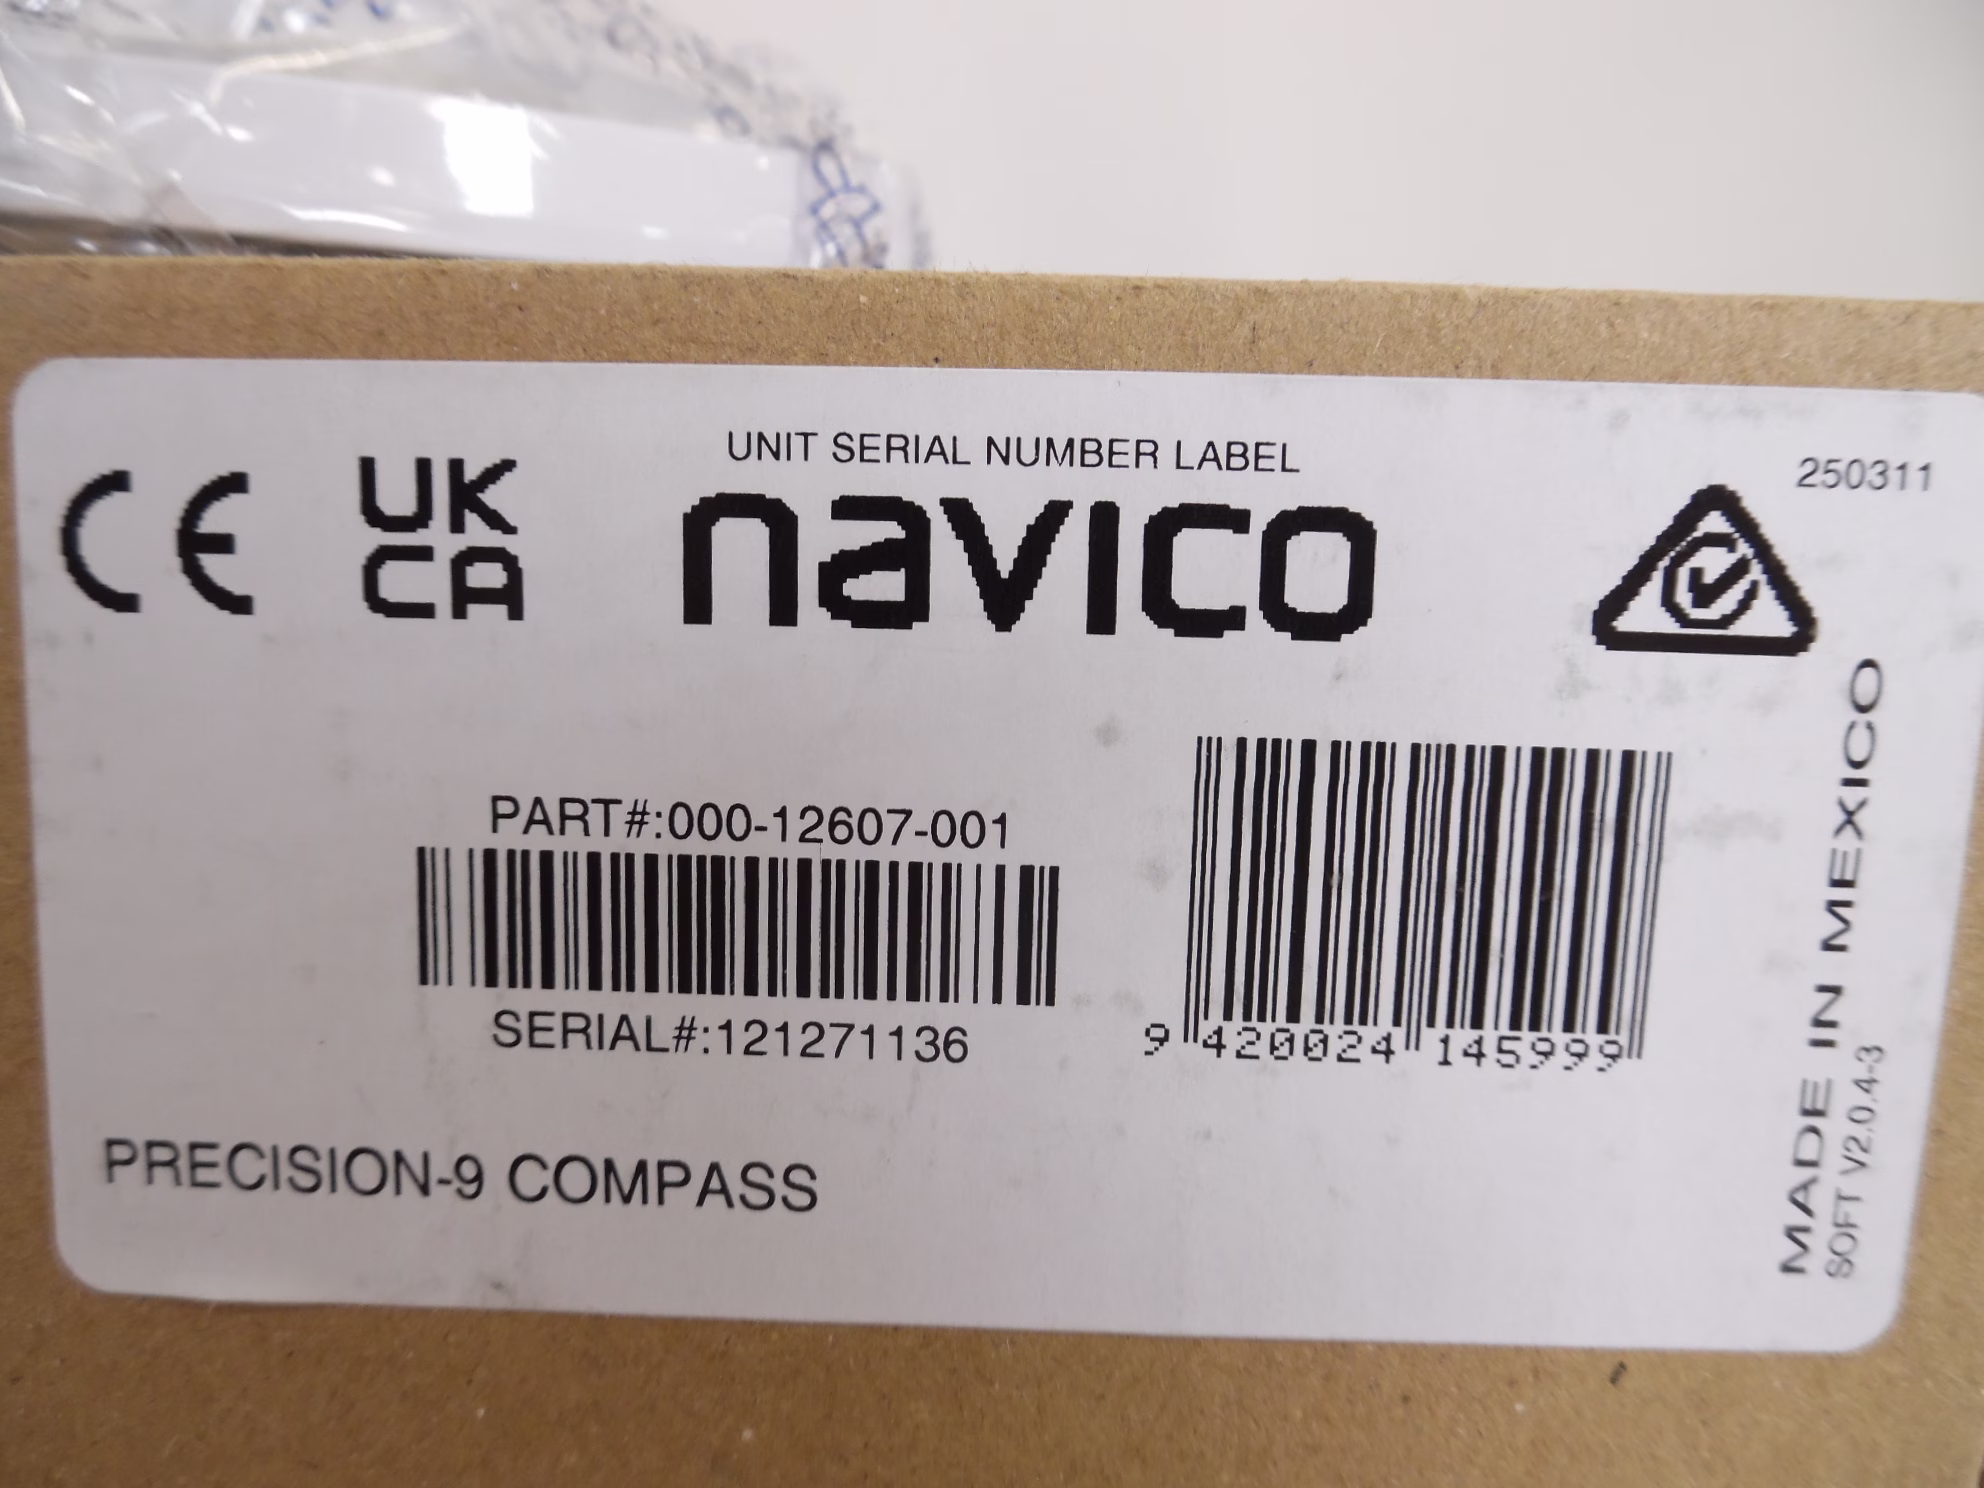 UNIT SERIAL NUMBER LABEL
250311
CE
UK
CA
navico
PART#:000-12607-001
SERIAL#:121271136
9 420024 145999
PRECISION-9 COMPASS
MADE IN MEXICO
SOFT V2.0.4-3